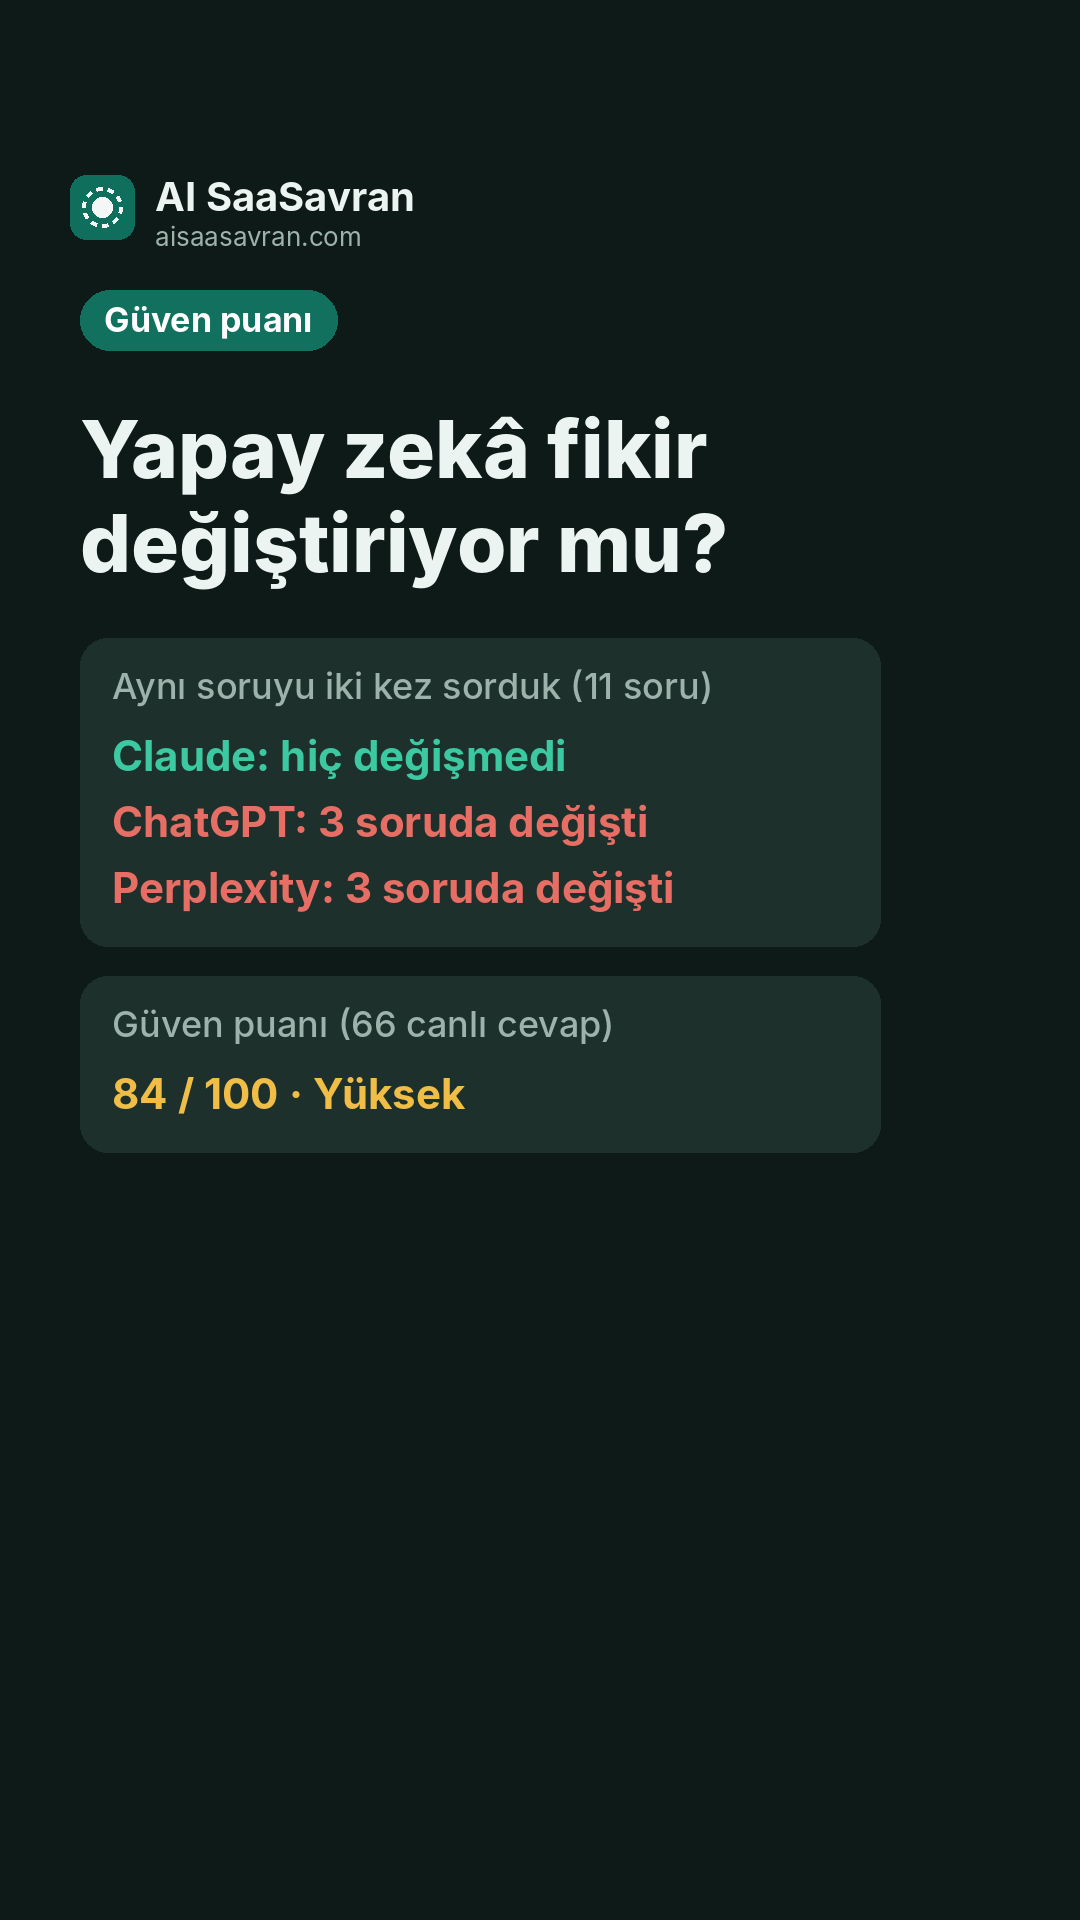 AI SaaSavran
aisaasavran.com
Güven puanı
Yapay zekâ fikir
değiştiriyor mu?
Aynı soruyu iki kez sorduk (11 soru)
Claude: hiç değişmedi
ChatGPT: 3 soruda değişti
Perplexity: 3 soruda değişti
Güven puanı (66 canlı cevap)
84 / 100 · Yüksek